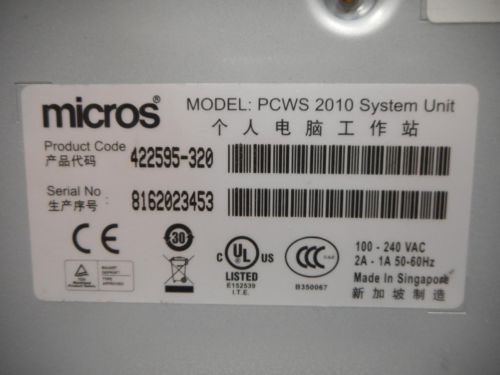 micros®
MODEL: PCWS 2010 System Unit
个人电脑工作站
Product Code
产品代码
422595-320
Serial No
生产序号:
8162023453
CE
30
c UL us
LISTED
E152539
I.T.E.
CCC
B350067
100 - 240 VAC
2A - 1A 50-60Hz
Made In Singapore
新加坡制造
TYPE
APPROVED